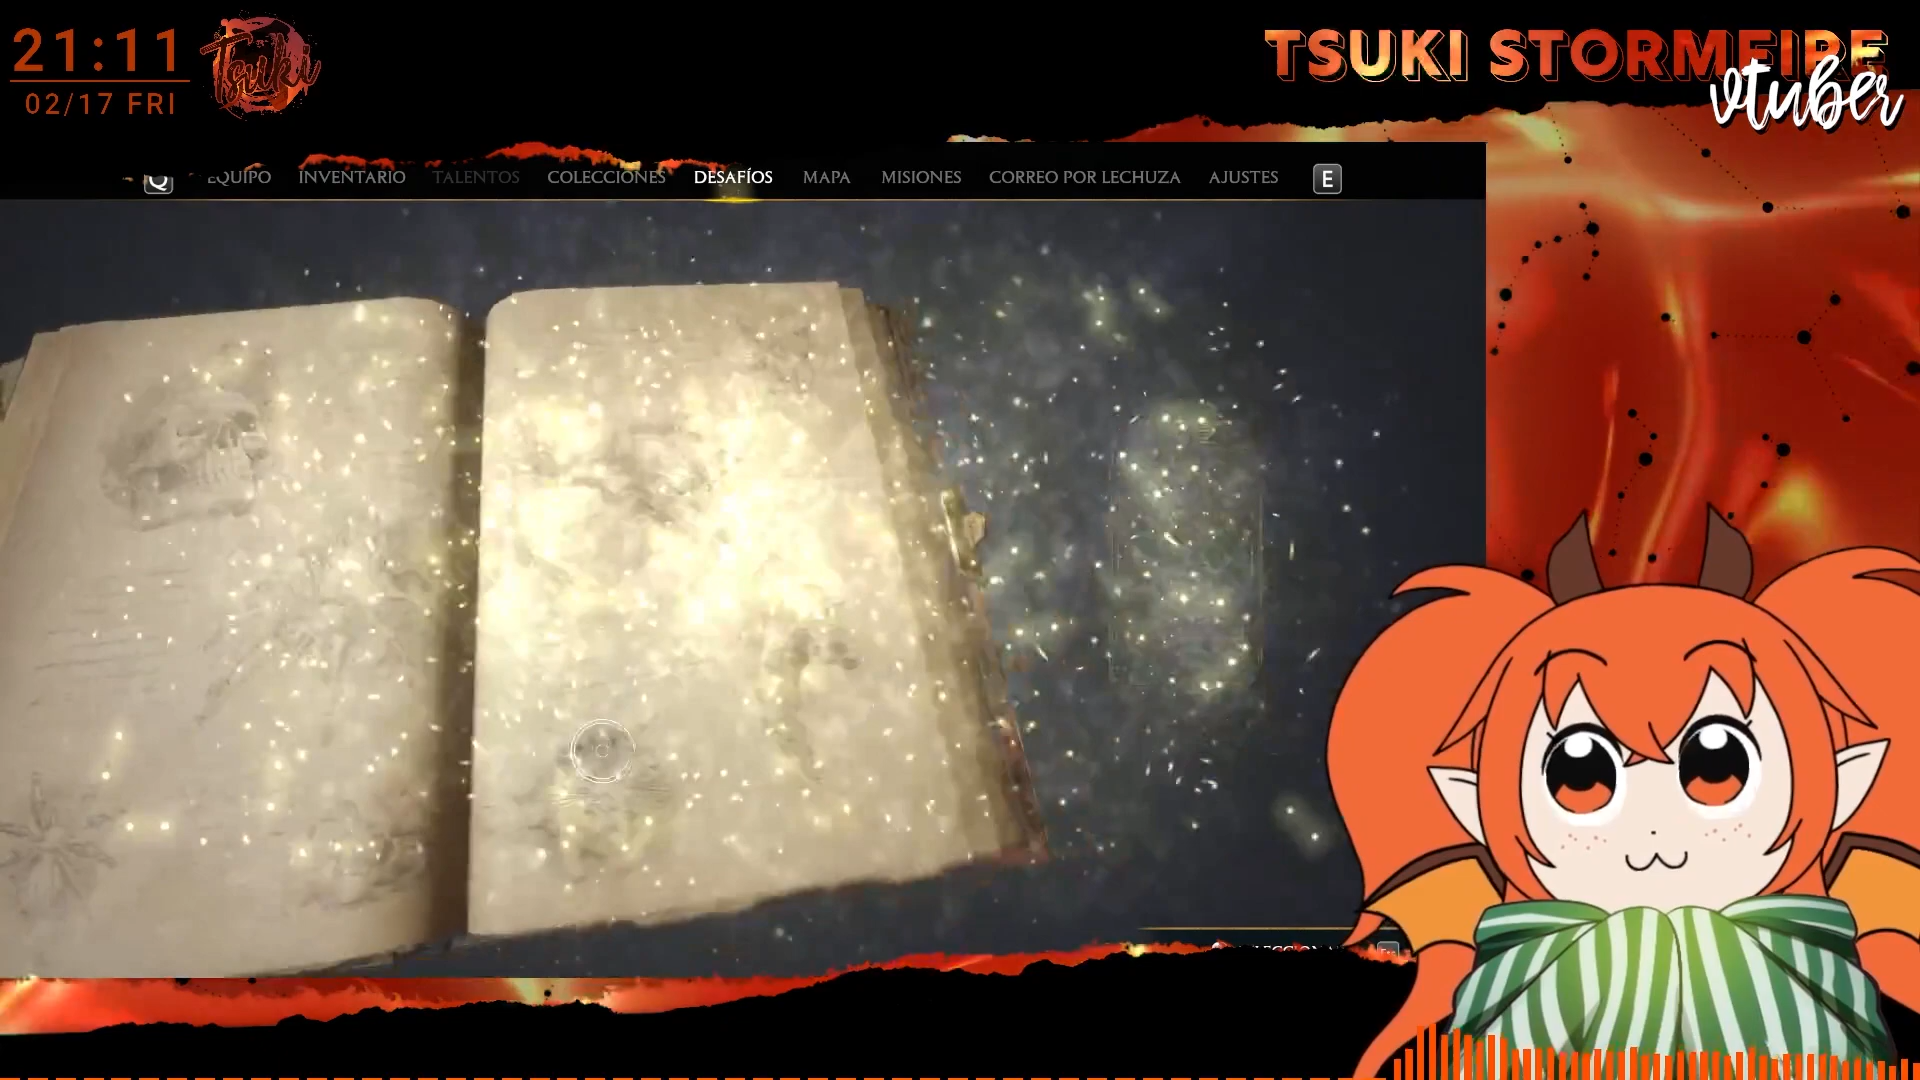 21:11
02/17 FRI
Tsuki
TSUKI STORMFIRE
vtuber
Q EQUIPO INVENTARIO TALENTOS COLECCIONES DESAFÍOS MAPA MISIONES CORREO POR LECHUZA AJUSTES E